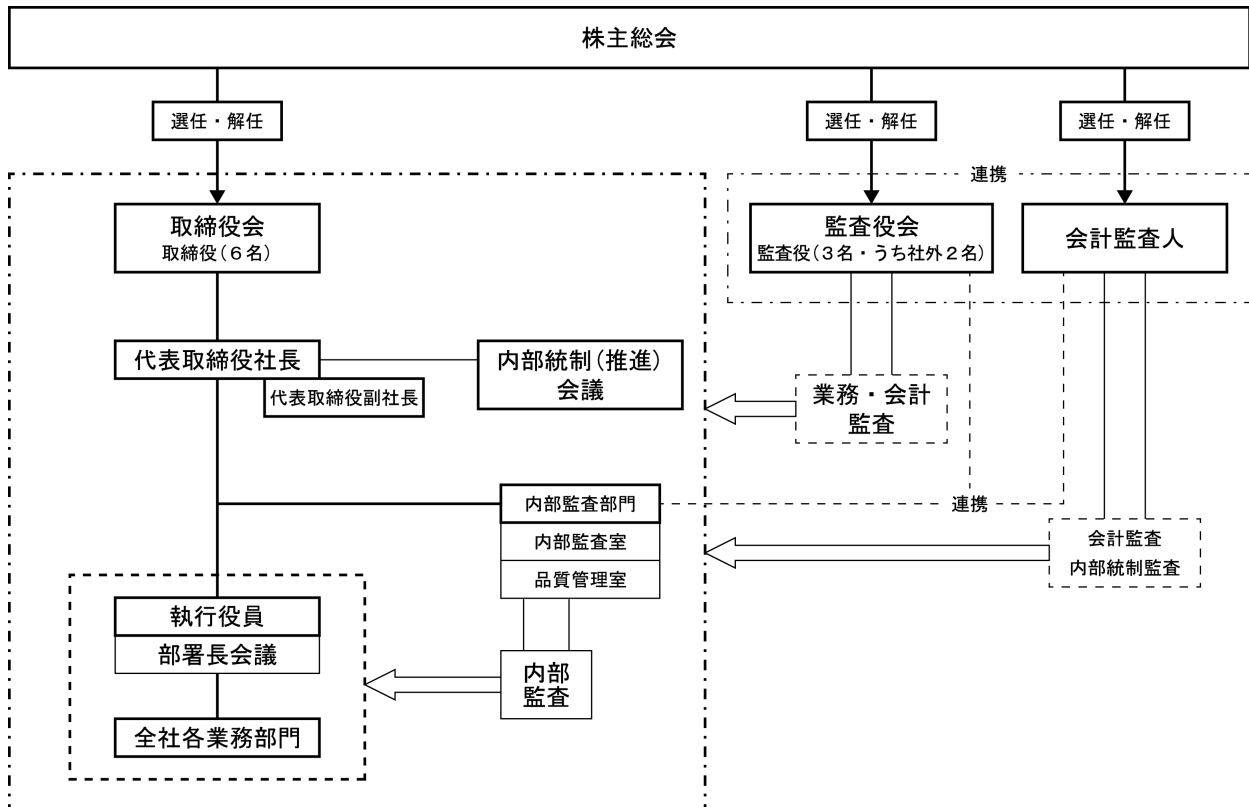 株主総会
選任・解任
選任・解任
選任・解任
連携
取締役会
取締役(6名)
監査役会
監査役(3名・うち社外2名)
会計監査人
代表取締役社長
代表取締役副社長
内部統制(推進)
会議
業務・会計
監査
内部監査部門
連携
内部監査室
品質管理室
会計監査
内部統制監査
執行役員
部署長会議
内部
監査
全社各業務部門